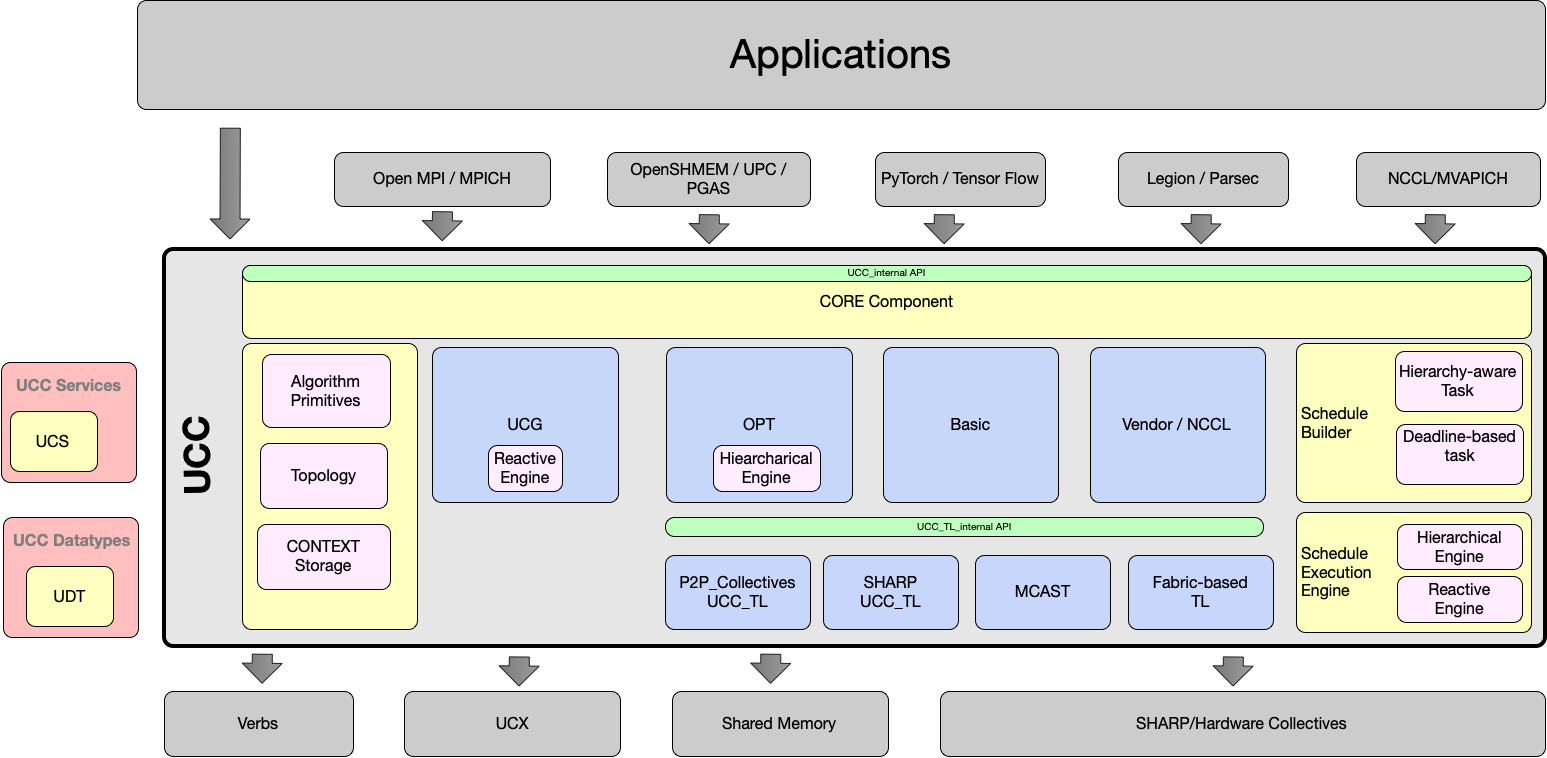 Applications
Open MPI / MPICH
OpenSHMEM / UPC /
PGAS
PyTorch / Tensor Flow
Legion / Parsec
NCCL/MVAPICH
UCC_internal API
CORE Component
UCC Services
UCS
UCC Datatypes
UDT
UCC
Algorithm
Primitives
Topology
CONTEXT
Storage
UCG
Reactive
Engine
OPT
Hiearcharical
Engine
Basic
Vendor / NCCL
Schedule
Builder
Hierarchy-aware
Task
Deadline-based
task
UCC_TL_internal API
P2P_Collectives
UCC_TL
SHARP
UCC_TL
MCAST
Fabric-based
TL
Schedule
Execution
Engine
Hierarchical
Engine
Reactive
Engine
Verbs
UCX
Shared Memory
SHARP/Hardware Collectives